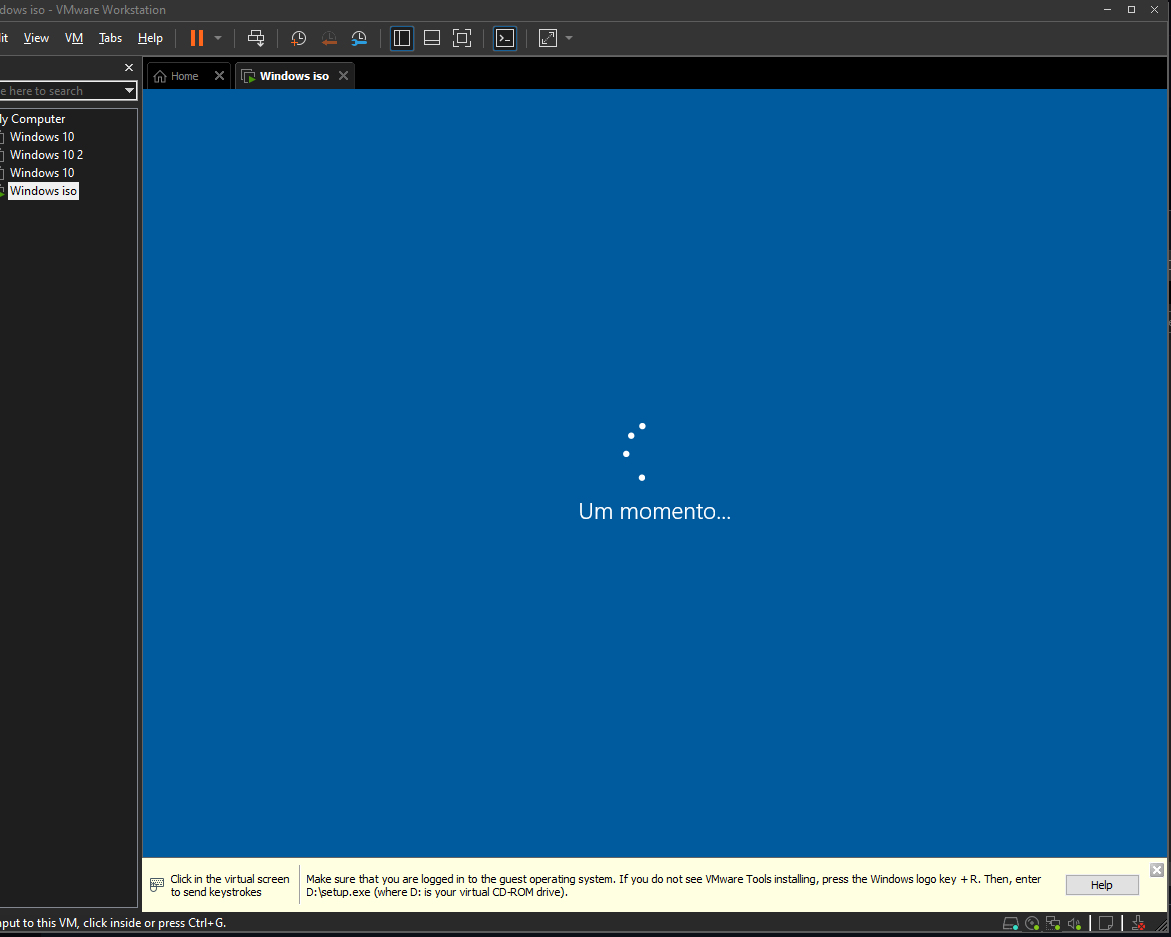 dows iso - VMware Workstation
it View VM Tabs Help
Home Windows iso
e here to search
y Computer
Windows 10
Windows 10 2
Windows 10
Windows iso
Um momento...
Click in the virtual screen
to send keystrokes
Make sure that you are logged in to the guest operating system. If you do not see VMware Tools installing, press the Windows logo key + R. Then, enter
D:\setup.exe (where D: is your virtual CD-ROM drive).
Help
put to this VM, click inside or press Ctrl+G.